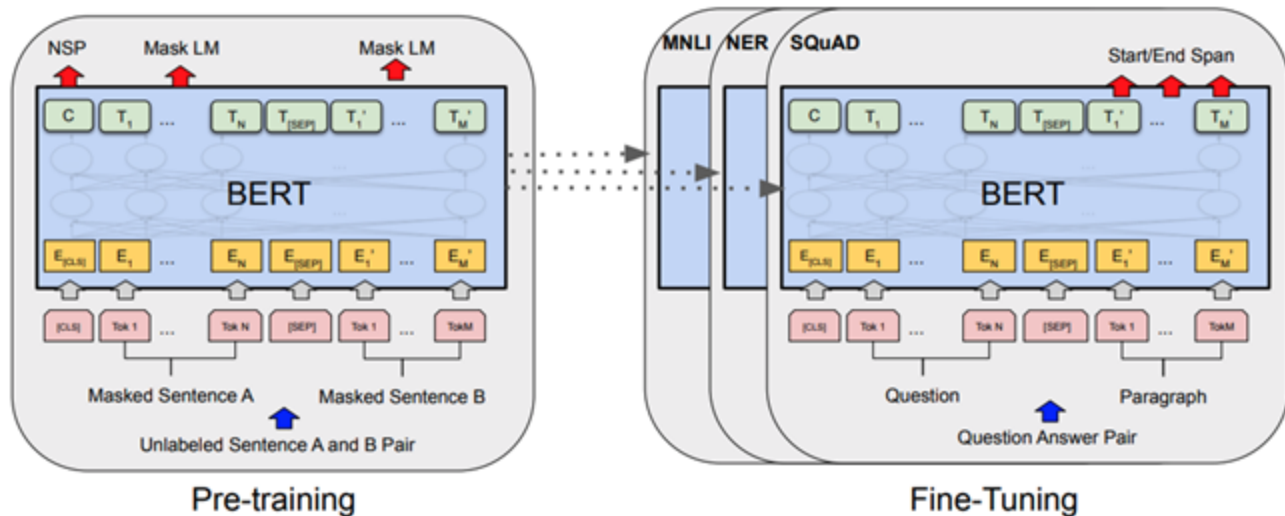 NSP Mask LM Mask LM
C T1 ... TN T[SEP] T1' ... TM'
BERT
E[CLS] E1 ... EN E[SEP] E1' ... EM'
[CLS] Tok 1 ... Tok N [SEP] Tok 1 ... TokM
Masked Sentence A Masked Sentence B
Unlabeled Sentence A and B Pair
Pre-training
MNLI NER SQuAD
Start/End Span
C T1 ... TN T[SEP] T1' ... TM'
BERT
E[CLS] E1 ... EN E[SEP] E1' ... EM'
[CLS] Tok 1 ... Tok N [SEP] Tok 1 ... TokM
Question Paragraph
Question Answer Pair
Fine-Tuning